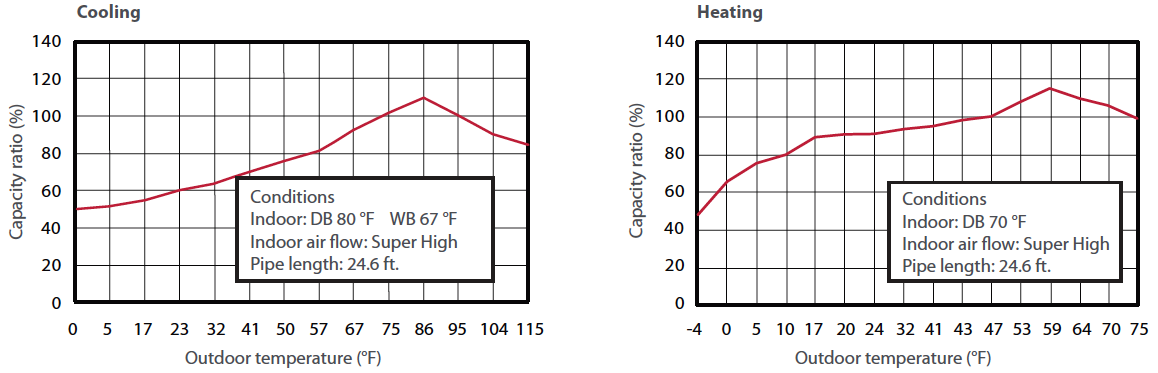 Cooling
140
120
100
80
60
40
20
0
Capacity ratio (%)
Conditions
Indoor: DB 80 °F WB 67 °F
Indoor air flow: Super High
Pipe length: 24.6 ft.
0 5 17 23 32 41 50 57 67 75 86 95 104 115
Outdoor temperature (°F)
Heating
140
120
100
80
60
40
20
0
Capacity ratio (%)
Conditions
Indoor: DB 70 °F
Indoor air flow: Super High
Pipe length: 24.6 ft.
-4 0 5 10 17 20 24 32 41 43 47 53 59 64 70 75
Outdoor temperature (°F)